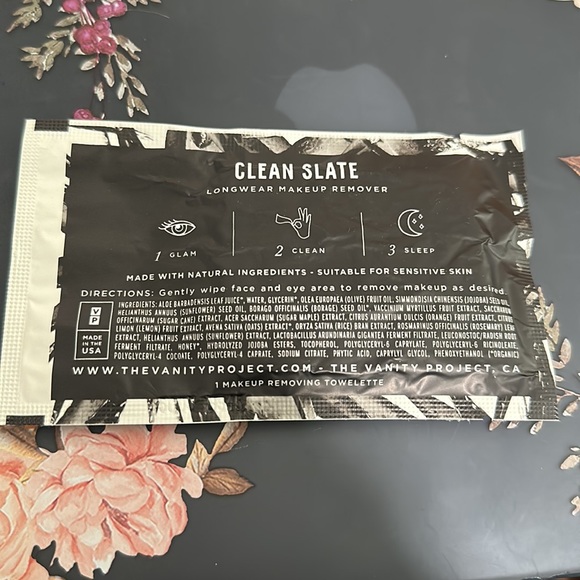 CLEAN SLATE
LONGWEAR MAKEUP REMOVER
1 GLAM
2 CLEAN
3 SLEEP
MADE WITH NATURAL INGREDIENTS - SUITABLE FOR SENSITIVE SKIN
DIRECTIONS: Gently wipe face and eye area to remove makeup as desired.
VP
MADE IN THE USA
INGREDIENTS: ALOE BARBADENSIS LEAF JUICE*, WATER, GLYCERIN*, OLEA EUROPAEA (OLIVE) FRUIT OIL, SIMMONDSIA CHINENSIS (JOJOBA) SEED OIL
HELIANTHUS ANNUUS (SUNFLOWER) SEED OIL, BORAGO OFFICINALIS (BORAGE) SEED OIL*, VACCINIUM MYRTILLUS FRUIT EXTRACT, SACCHARUM
OFFICINARUM (SUGAR CANE) EXTRACT, ACER SACCHARUM (SUGAR MAPLE) EXTRACT, CITRUS AURANTIUM DULCIS (ORANGE) FRUIT EXTRACT, CITRUS
LIMON (LEMON) FRUIT EXTRACT, AVENA SATIVA (OATS) EXTRACT*, ORYZA SATIVA (RICE) BRAN EXTRACT, ROSMARINUS OFFICINALIS (ROSEMARY) LEAF
EXTRACT, HELIANTHUS ANNUUS (SUNFLOWER) EXTRACT, LACTOBACILLUS ARUNDINARIA GIGANTEA FERMENT FILTRATE, LEUCONOSTOC/RADISH ROOT
FERMENT FILTRATE, HONEY*, HYDROLYZED JOJOBA ESTERS, TOCOPHEROL, POLYGLYCERYL-6 CAPRYLATE, POLYGLYCERYL-6 RICINOLEATE,
POLYGLYCERYL-4 COCOATE, POLYGLYCERYL-4 CAPRATE, SODIUM CITRATE, PHYTIC ACID, CAPRYLYL GLYCOL, PHENOXYETHANOL (*ORGANIC)
WWW.THEVANITYPROJECT.COM - THE VANITY PROJECT, CA
1 MAKEUP REMOVING TOWELETTE